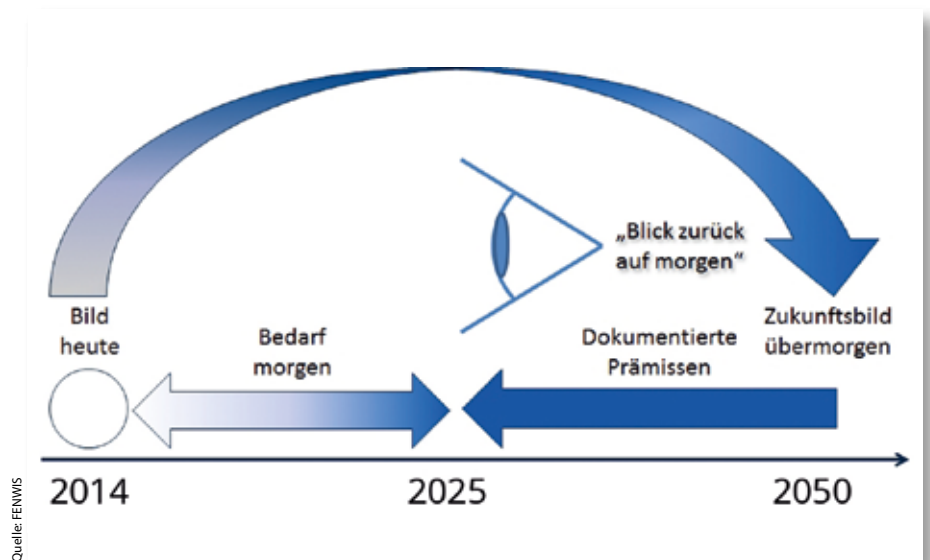 „Blick zurück
auf morgen“
Bild
heute
Bedarf
morgen
Dokumentierte
Prämissen
Zukunftsbild
übermorgen
2014
2025
2050
Quelle: FENWIS